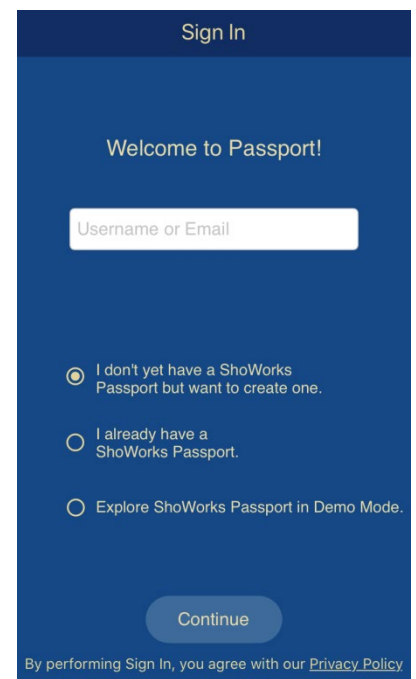 Sign In
Welcome to Passport!
Username or Email
I don't yet have a ShoWorks
Passport but want to create one.
I already have a
ShoWorks Passport.
Explore ShoWorks Passport in Demo Mode.
Continue
By performing Sign In, you agree with our Privacy Policy